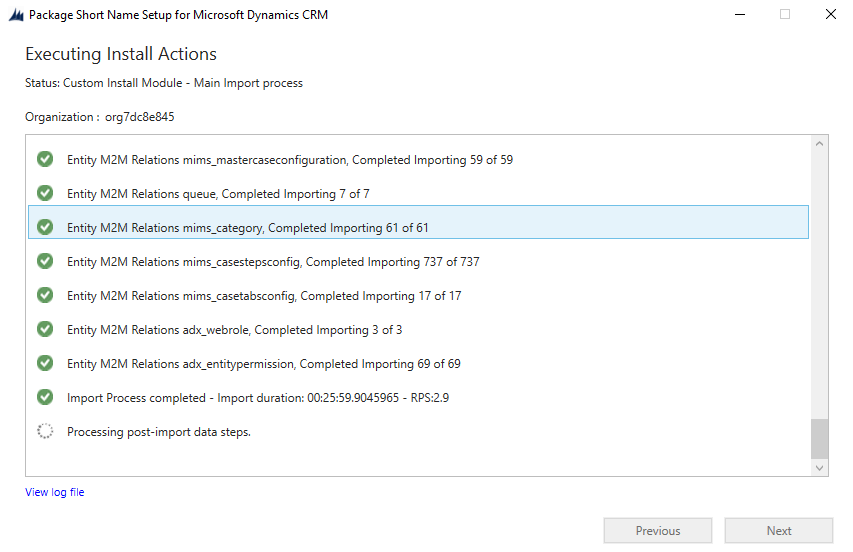 Package Short Name Setup for Microsoft Dynamics CRM
Executing Install Actions
Status: Custom Install Module - Main Import process
Organization : org7dc8e845
Entity M2M Relations mims_mastercaseconfiguration, Completed Importing 59 of 59
Entity M2M Relations queue, Completed Importing 7 of 7
Entity M2M Relations mims_category, Completed Importing 61 of 61
Entity M2M Relations mims_casestepsconfig, Completed Importing 737 of 737
Entity M2M Relations mims_casetabsconfig, Completed Importing 17 of 17
Entity M2M Relations adx_webrole, Completed Importing 3 of 3
Entity M2M Relations adx_entitypermission, Completed Importing 69 of 69
Import Process completed - Import duration: 00:25:59.9045965 - RPS:2.9
Processing post-import data steps.
View log file
Previous
Next